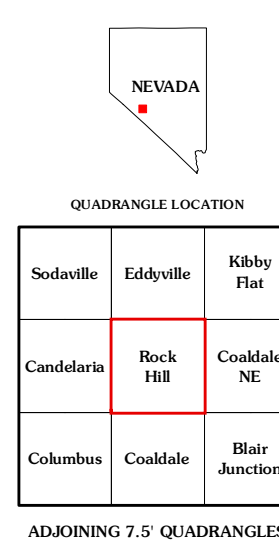 NEVADA
QUADRANGLE LOCATION
Sodaville
Eddyville
Kibby
Flat
Candelaria
Rock
Hill
Coaldale
NE
Columbus
Coaldale
Blair
Junction
ADJOINING 7.5' QUADRANGLES